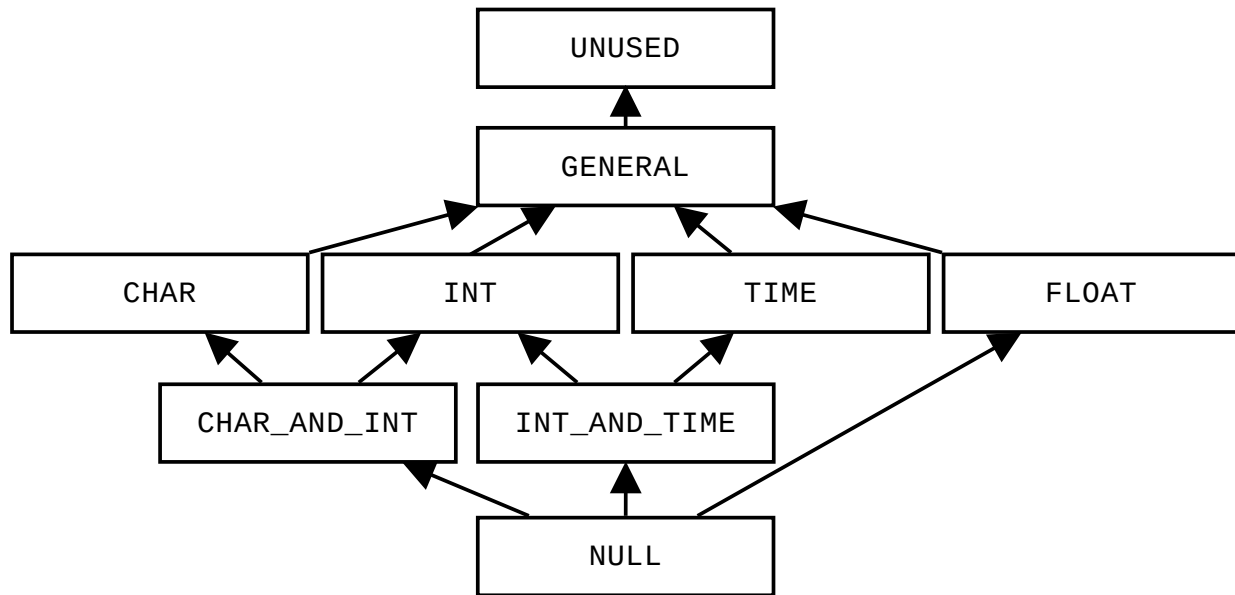 UNUSED
GENERAL
CHAR INT TIME FLOAT
CHAR_AND_INT INT_AND_TIME
NULL